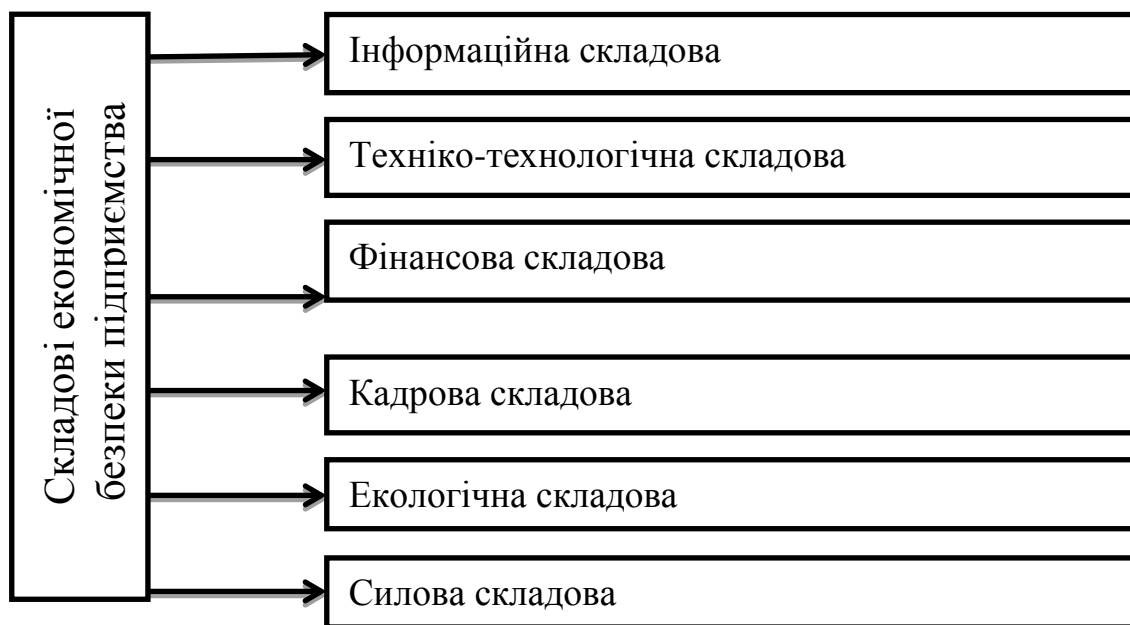 Складові економічної
безпеки підприємства
Інформаційна складова
Техніко-технологічна складова
Фінансова складова
Кадрова складова
Екологічна складова
Силова складова